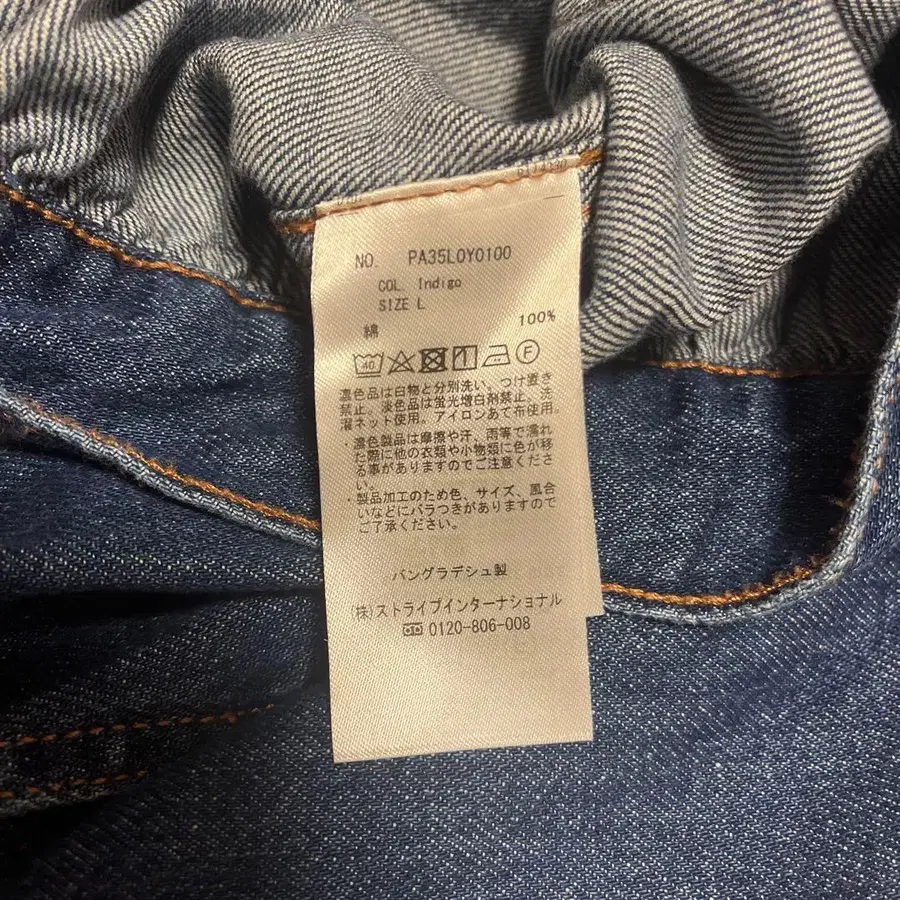 NO. PA35L0Y0100
COL. Indigo
SIZE L
綿 100%
40 F
濃色品は白物と分別洗い。つけ置き
禁止。淡色品は蛍光増白剤禁止。洗
濯ネット使用。アイロンあて布使用。
・濃色製品は摩擦や汗、雨等で濡れ
た際に他の衣類や小物類に色が移
る事がありますのでご注意くださ
い。
・製品加工のため色、サイズ、風合
いなどにバラつきがありますので
ご了承ください。
バングラデシュ製
(株)ストライプインターナショナル
0120-806-008